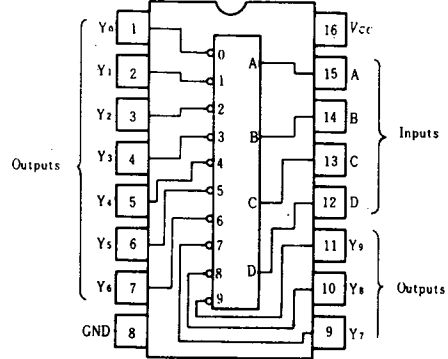 Y0 1 16 Vcc
0
Y1 2 1 A 15 A
Y2 3 2 14 B
Y3 4 3 B 13 C
Outputs Inputs
4
Y4 5 5 C 12 D
6
Y5 6 7 11 Y9
8 D
Y6 7 9 10 Y8
Outputs
GND 8 9 Y7